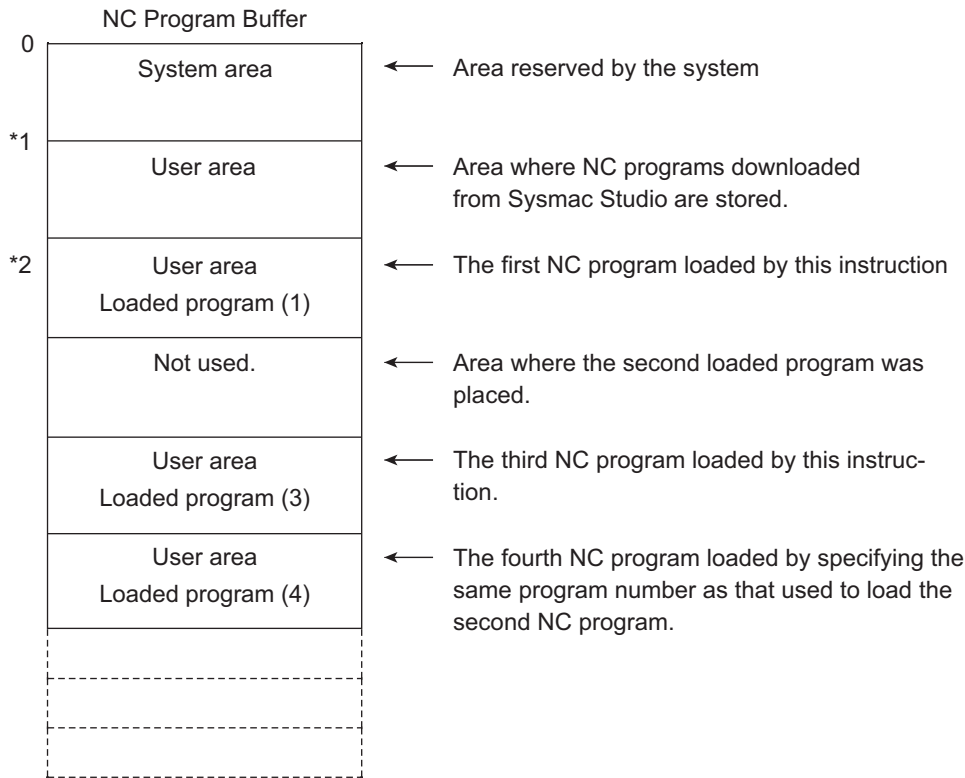 NC Program Buffer
0
System area
Area reserved by the system
*1
User area
Area where NC programs downloaded
from Sysmac Studio are stored.
*2
User area
Loaded program (1)
The first NC program loaded by this instruction
Not used.
Area where the second loaded program was
placed.
User area
Loaded program (3)
The third NC program loaded by this instruc-
tion.
User area
Loaded program (4)
The fourth NC program loaded by specifying the
same program number as that used to load the
second NC program.